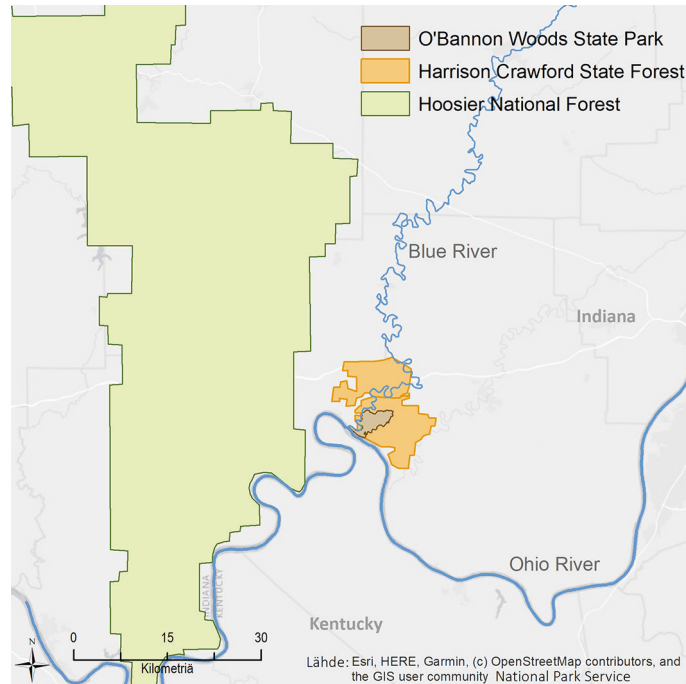 O'Bannon Woods State Park
Harrison Crawford State Forest
Hoosier National Forest
Blue River
Indiana
Ohio River
INDIANA
KENTUCKY
Kentucky
N
0 15 30
Kilometriä
Lähde: Esri, HERE, Garmin, (c) OpenStreetMap contributors, and
the GIS user community National Park Service